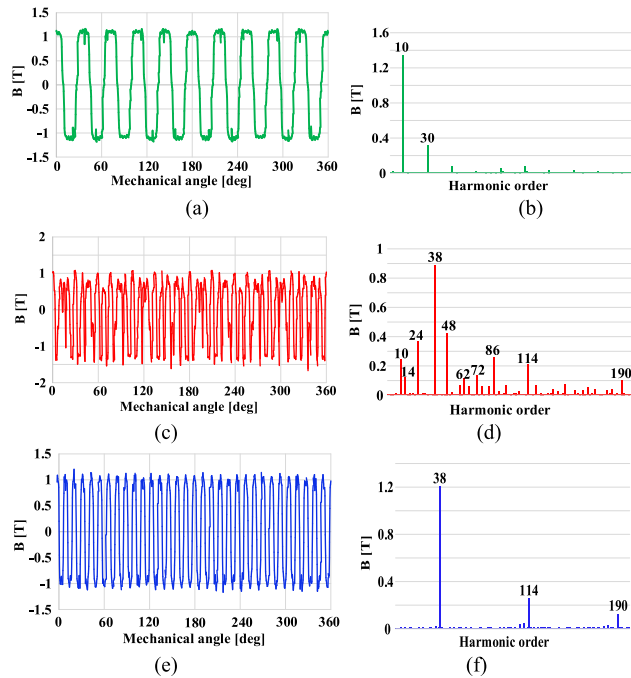 1.5
1
0.5
0
-0.5
-1
-1.5
B [T]
0 60 120 180 240 300 360
Mechanical angle [deg]
(a)
1.6
1.2
0.8
0.4
0
B [T]
10
30
Harmonic order
(b)
2
1
0
-1
-2
B [T]
0 60 120 180 240 300 360
Mechanical angle [deg]
(c)
1
0.8
0.6
0.4
0.2
0
B [T]
10
14
24
38
48
62
72
86
114
190
Harmonic order
(d)
1.5
1
0.5
0
-0.5
-1
-1.5
B [T]
0 60 120 180 240 300 360
Mechanical angle [deg]
(e)
1.2
0.8
0.4
0
B [T]
38
114
190
Harmonic order
(f)